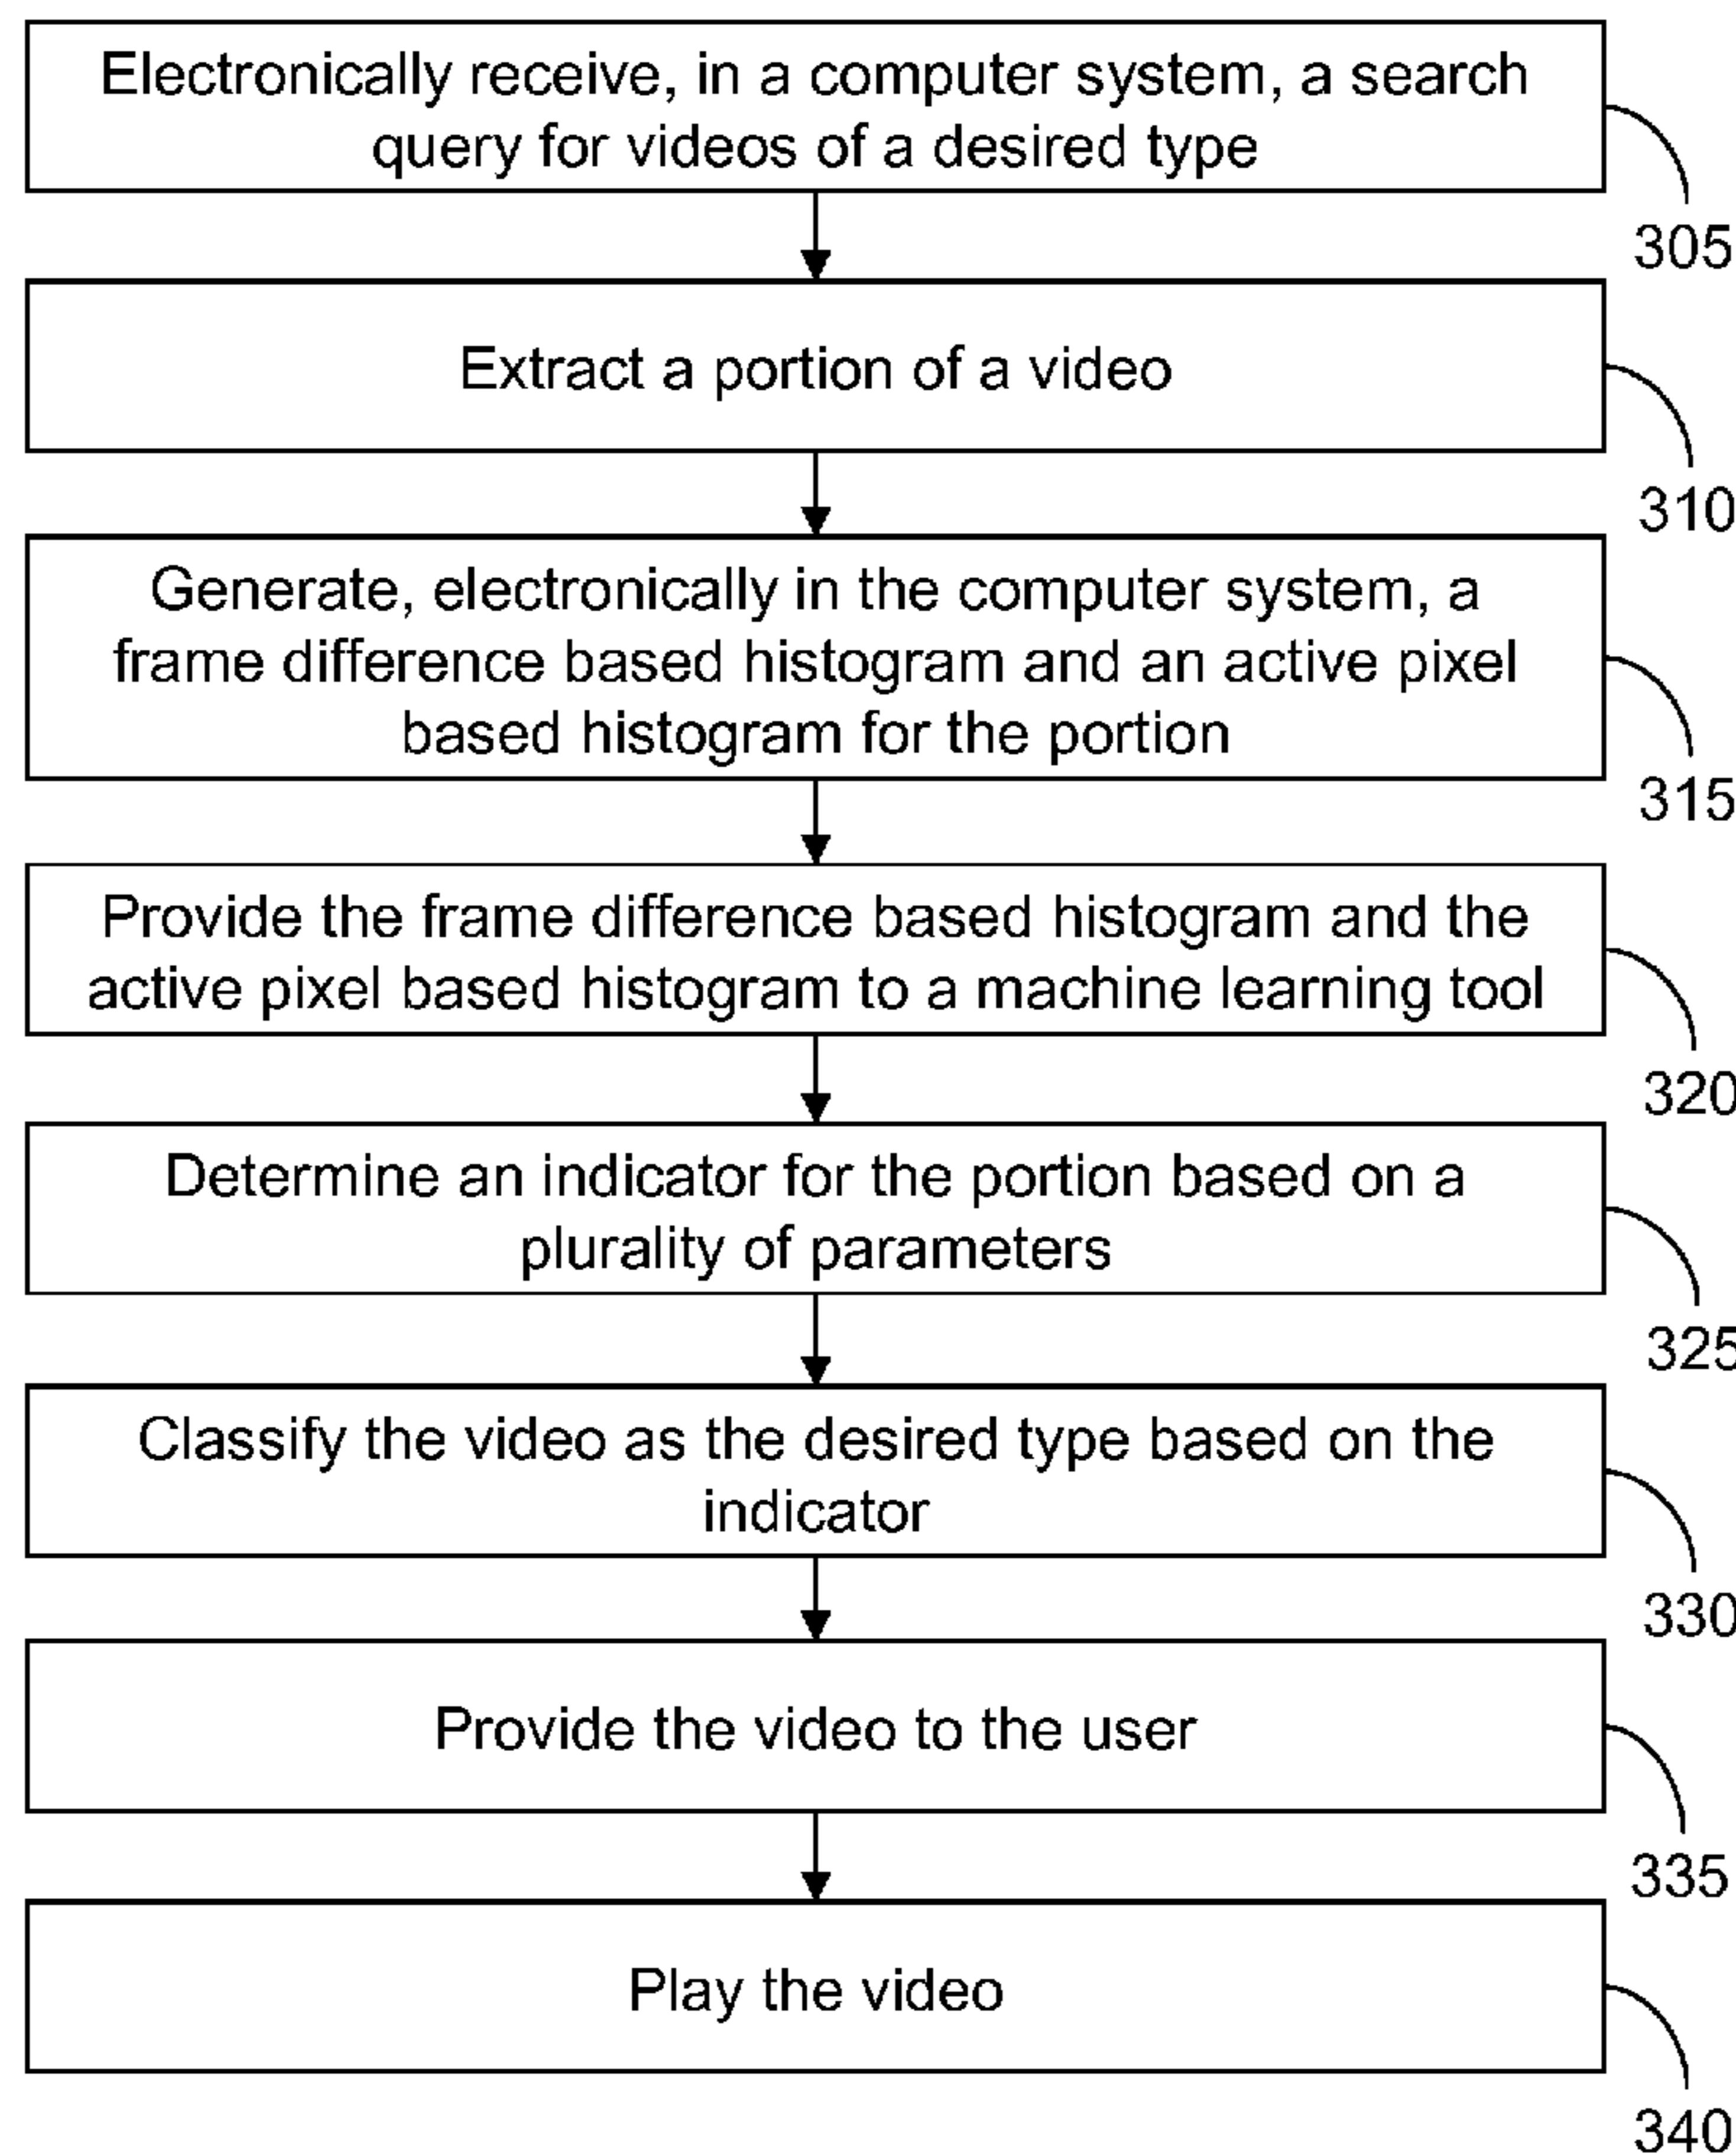 Electronically receive, in a computer system, a search
query for videos of a desired type
305
Extract a portion of a video
310
Generate, electronically in the computer system, a
frame difference based histogram and an active pixel
based histogram for the portion
315
Provide the frame difference based histogram and the
active pixel based histogram to a machine learning tool
320
Determine an indicator for the portion based on a
plurality of parameters
325
Classify the video as the desired type based on the
indicator
330
Provide the video to the user
335
Play the video
340